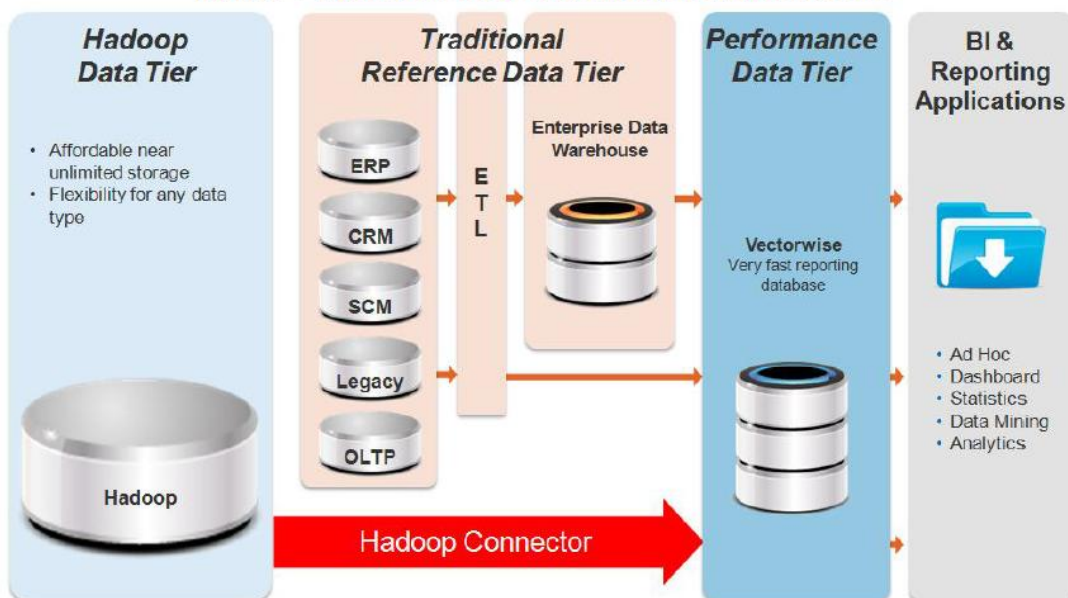 Hadoop
Data Tier
• Affordable near
unlimited storage
• Flexibility for any data
type
Hadoop
Traditional
Reference Data Tier
ERP
CRM
SCM
Legacy
OLTP
E
T
L
Enterprise Data
Warehouse
Hadoop Connector
Performance
Data Tier
Vectorwise
Very fast reporting
database
BI &
Reporting
Applications
• Ad Hoc
• Dashboard
• Statistics
• Data Mining
• Analytics